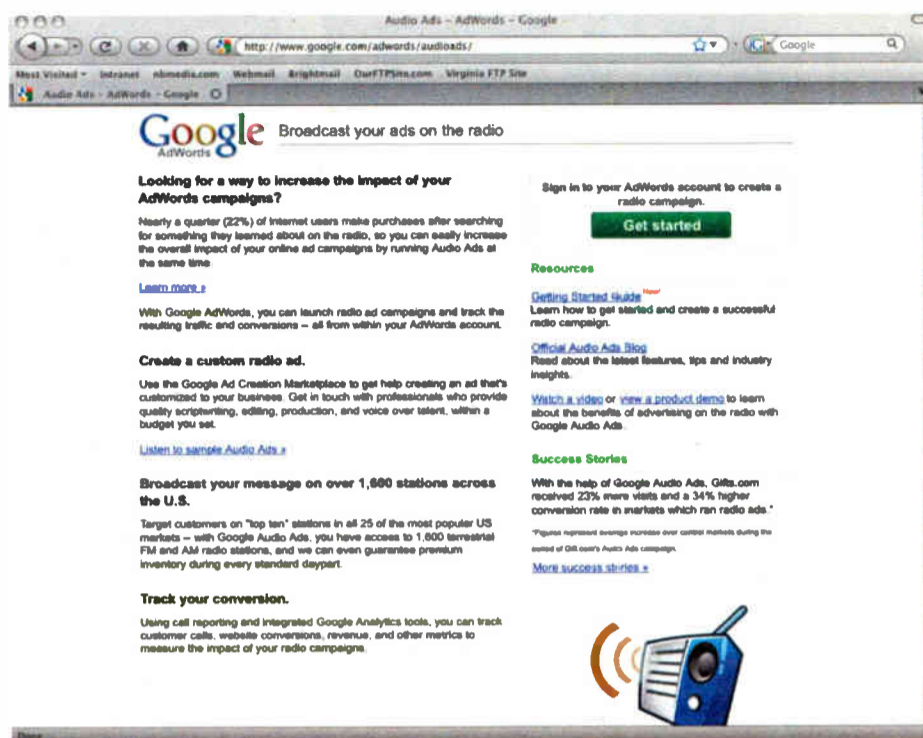 Audio Ads – AdWords – Google
http://www.google.com/adwords/audioads/
Google
Most Visited Intranet nbmedia.com Webmail Brightmail OurFTPSite.com Virginia FTP Site
Audio Ads – AdWords – Google
Google Broadcast your ads on the radio
AdWords
Looking for a way to increase the impact of your
AdWords campaigns?
Nearly a quarter (22%) of Internet users make purchases after searching
for something they learned about on the radio, so you can easily increase
the overall impact of your online ad campaigns by running Audio Ads at
the same time.
Learn more »
With Google AdWords, you can launch radio ad campaigns and track the
resulting traffic and conversions – all from within your AdWords account.
Create a custom radio ad.
Use the Google Ad Creation Marketplace to get help creating an ad that's
customized to your business. Get in touch with professionals who provide
quality scriptwriting, editing, production, and voice over talent, within a
budget you set.
Listen to sample Audio Ads »
Broadcast your message on over 1,600 stations across
the U.S.
Target customers on "top ten" stations in all 25 of the most popular US
markets – with Google Audio Ads, you have access to 1,600 terrestrial
FM and AM radio stations, and we can even guarantee premium
inventory during every standard daypart.
Track your conversion.
Using call reporting and integrated Google Analytics tools, you can track
customer calls, website conversions, revenue, and other metrics to
measure the impact of your radio campaigns.
Sign in to your AdWords account to create a
radio campaign.
Get started
Resources
Getting Started Guide New!
Learn how to get started and create a successful
radio campaign.
Official Audio Ads Blog
Read about the latest features, tips and industry
insights.
Watch a video or view a product demo to learn
about the benefits of advertising on the radio with
Google Audio Ads.
Success Stories
With the help of Google Audio Ads, Gifts.com
received 23% more visits and a 34% higher
conversion rate in markets which ran radio ads.*
*Figures represent average increase over control markets during the
period of Gift.com's Audio Ads campaign.
More success stories »
Done